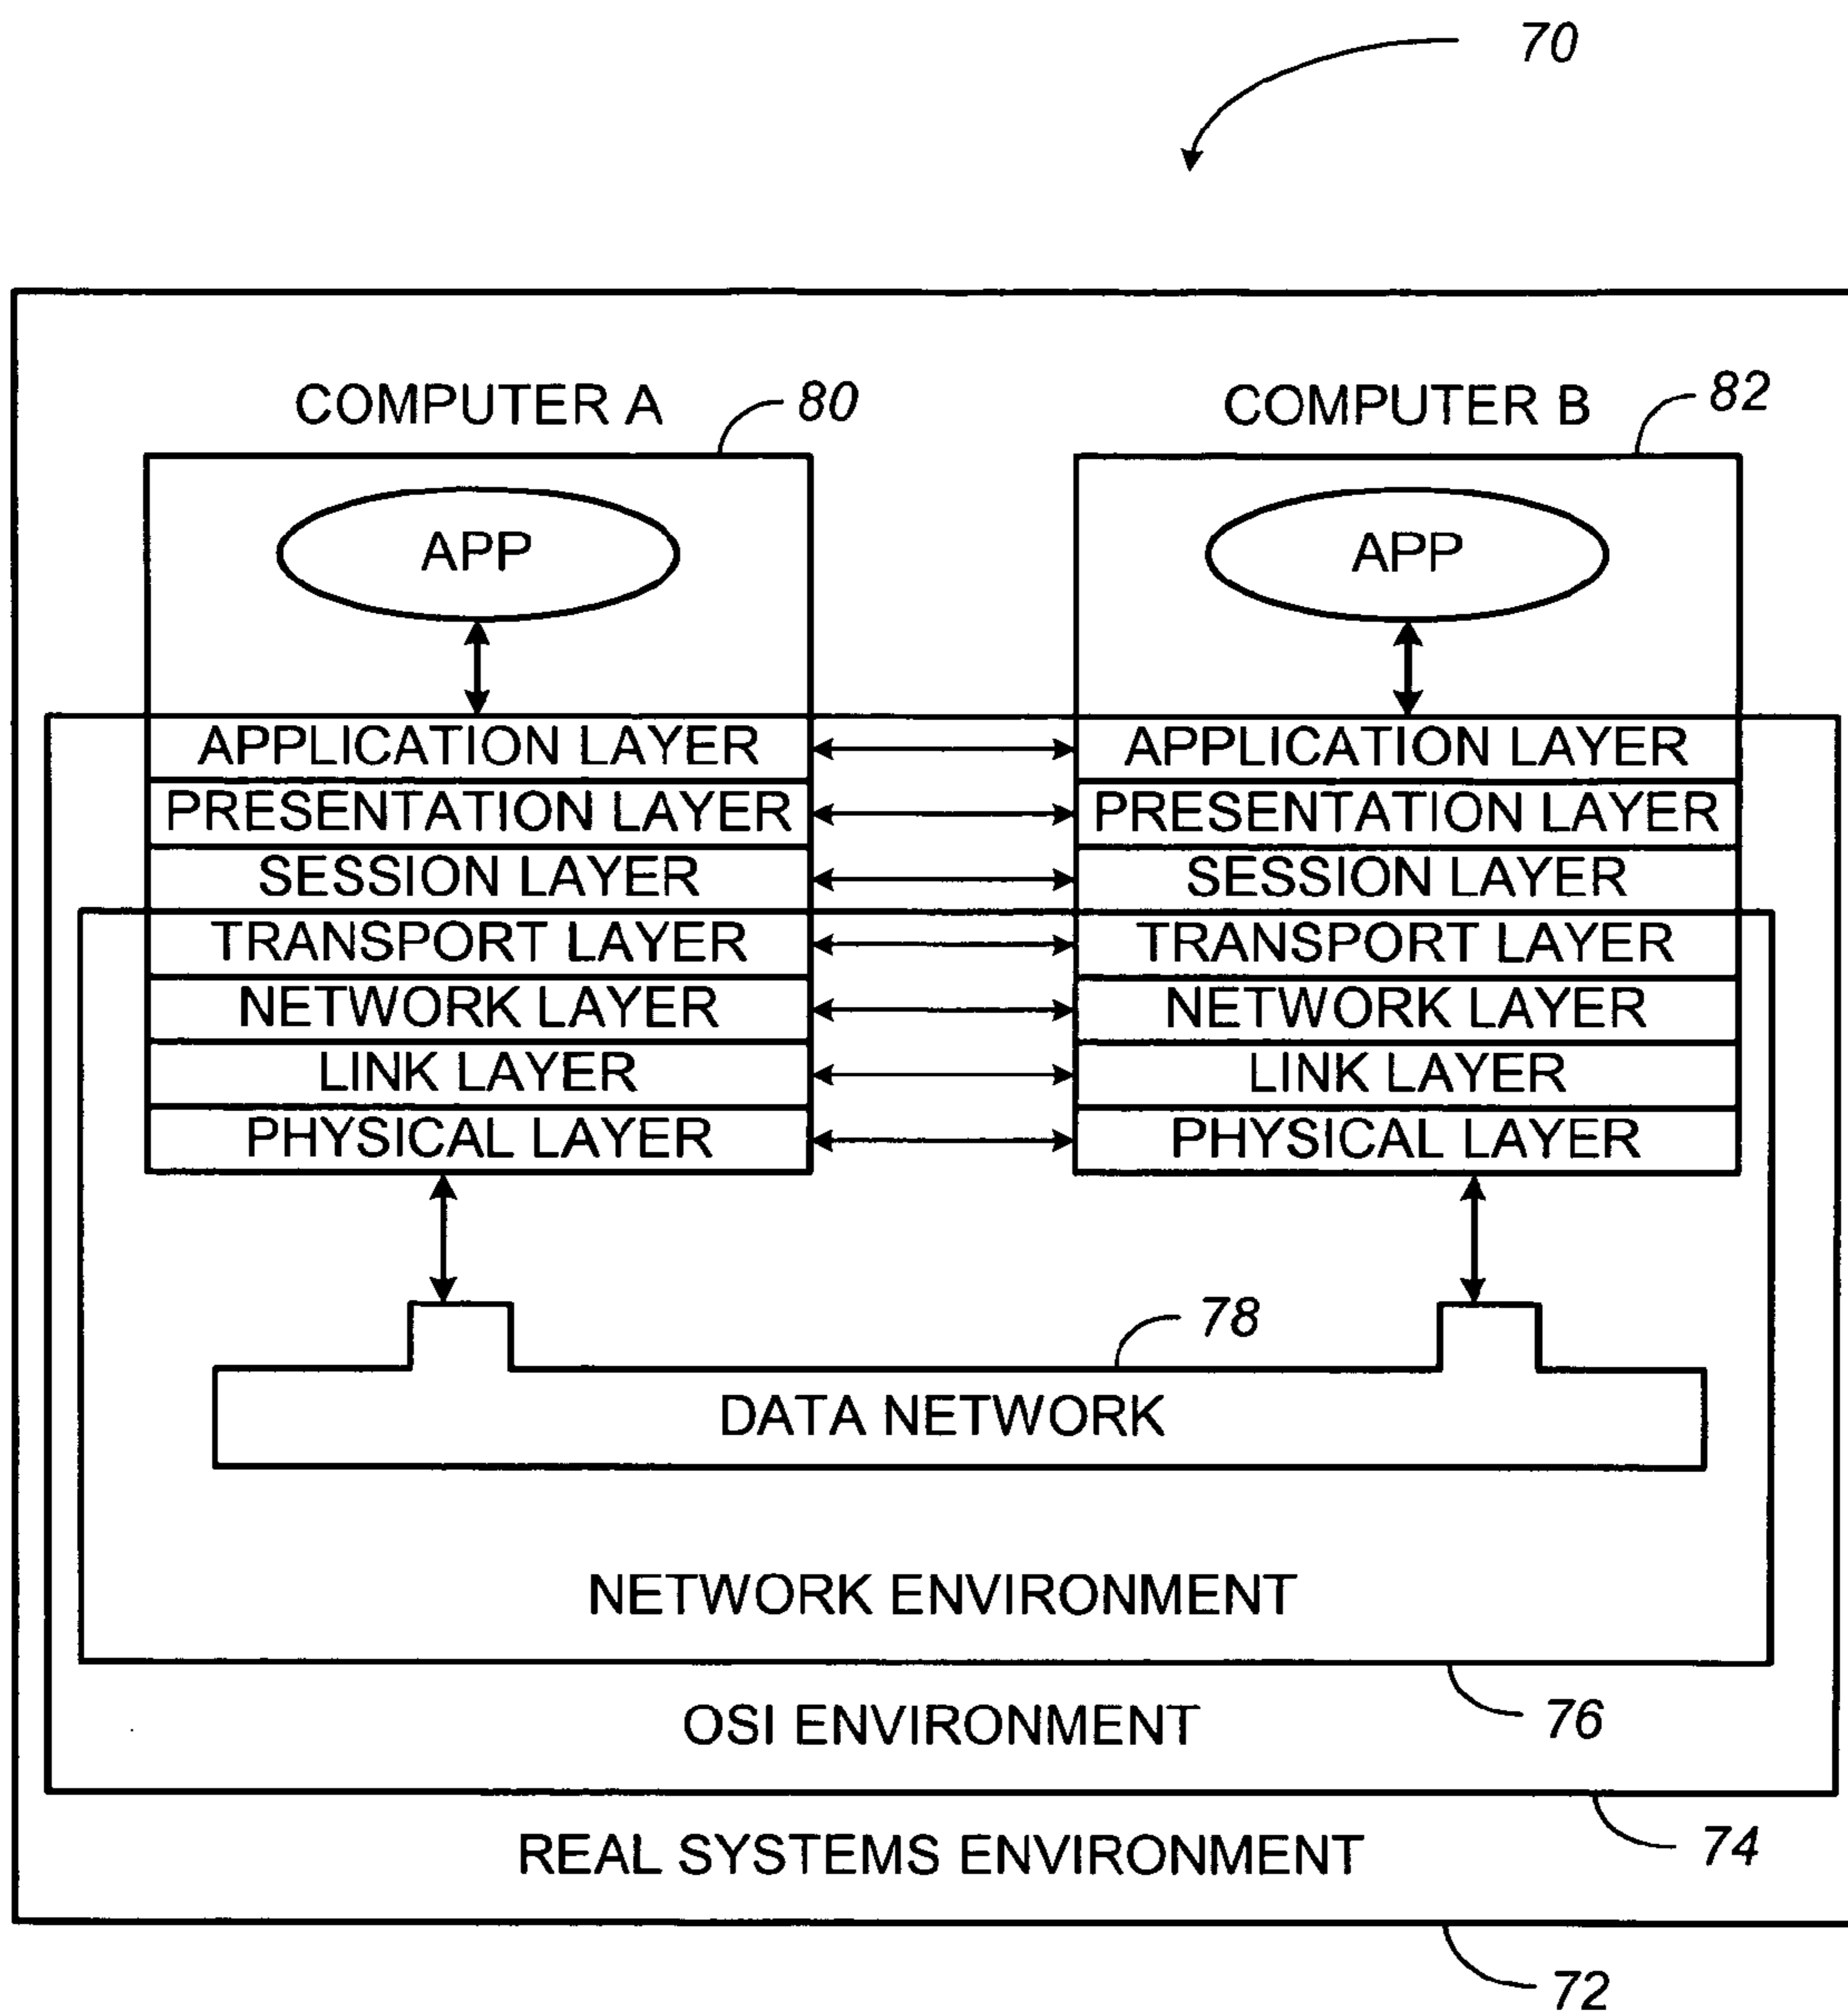 70
COMPUTER A
80
COMPUTER B
82
APP
APP
APPLICATION LAYER
APPLICATION LAYER
PRESENTATION LAYER
PRESENTATION LAYER
SESSION LAYER
SESSION LAYER
TRANSPORT LAYER
TRANSPORT LAYER
NETWORK LAYER
NETWORK LAYER
LINK LAYER
LINK LAYER
PHYSICAL LAYER
PHYSICAL LAYER
78
DATA NETWORK
NETWORK ENVIRONMENT
76
OSI ENVIRONMENT
74
REAL SYSTEMS ENVIRONMENT
72